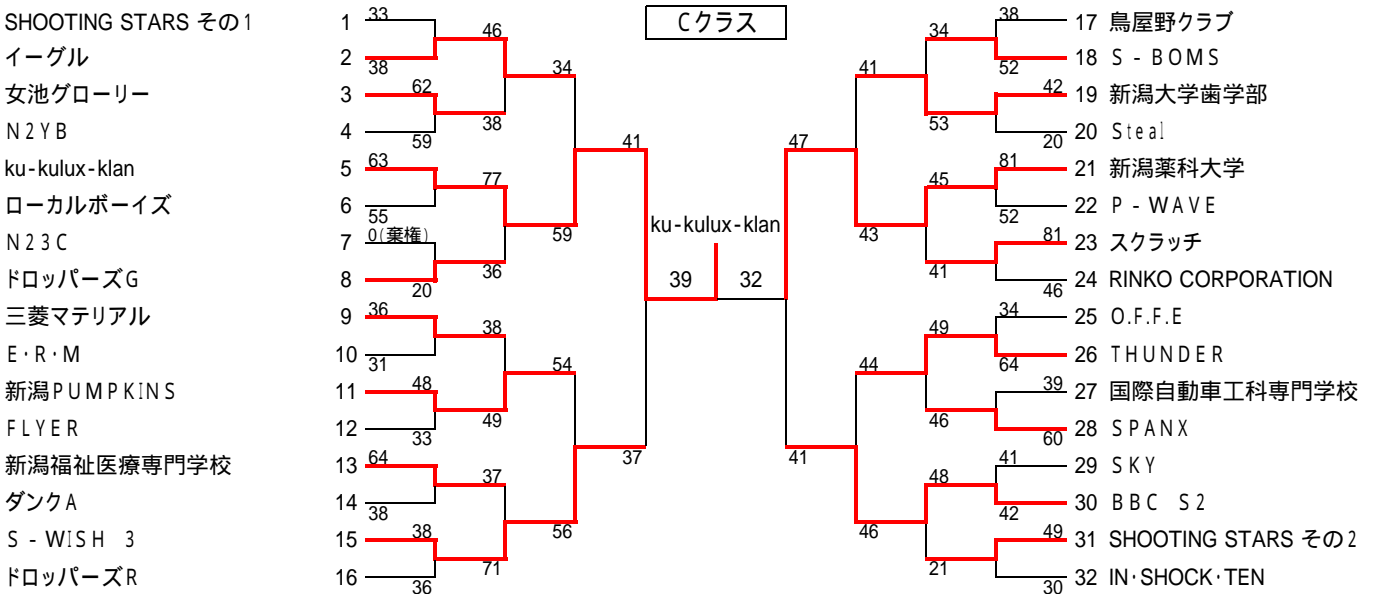 Cクラス
SHOOTING STARS その1 1 33
イーグル 2 38
女池グローリー 3 62
N2YB 4 59
ku-kulux-klan 5 63
ローカルボーイズ 6 55
N23C 7 0(棄権)
ドロッパーズG 8 20
三菱マテリアル 9 36
E・R・M 10 31
新潟PUMPKINS 11 48
FLYER 12 33
新潟福祉医療専門学校 13 64
ダンクA 14 38
S-WISH 3 15 38
ドロッパーズR 16 36
46
38
77
36
38
49
37
71
34
59
54
56
41
37
ku-kulux-klan
39 32
47
41
41
43
44
46
34
53
45
41
49
46
48
21
38 17 鳥屋野クラブ
52 18 S-BOMS
42 19 新潟大学歯学部
20 20 Steal
81 21 新潟薬科大学
52 22 P-WAVE
81 23 スクラッチ
46 24 RINKO CORPORATION
34 25 O.F.F.E
64 26 THUNDER
39 27 国際自動車工科専門学校
60 28 SPANX
41 29 SKY
42 30 BBC S2
49 31 SHOOTING STARS その2
30 32 IN・SHOCK・TEN